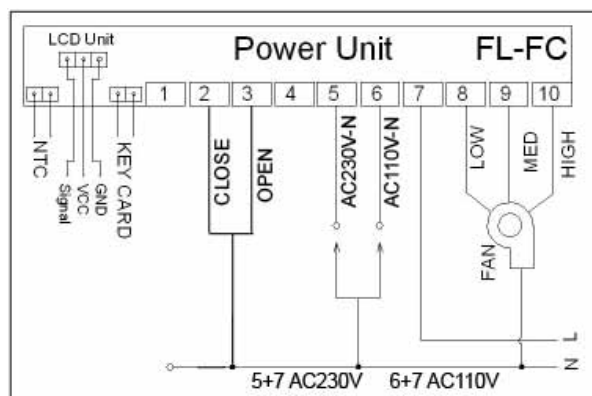 LCD Unit
Power Unit
FL-FC
1 2 3 4 5 6 7 8 9 10
NTC
Signal
VCC
GND
KEY CARD
CLOSE
OPEN
AC230V-N
AC110V-N
LOW
MED
HIGH
FAN
L
N
5+7 AC230V
6+7 AC110V